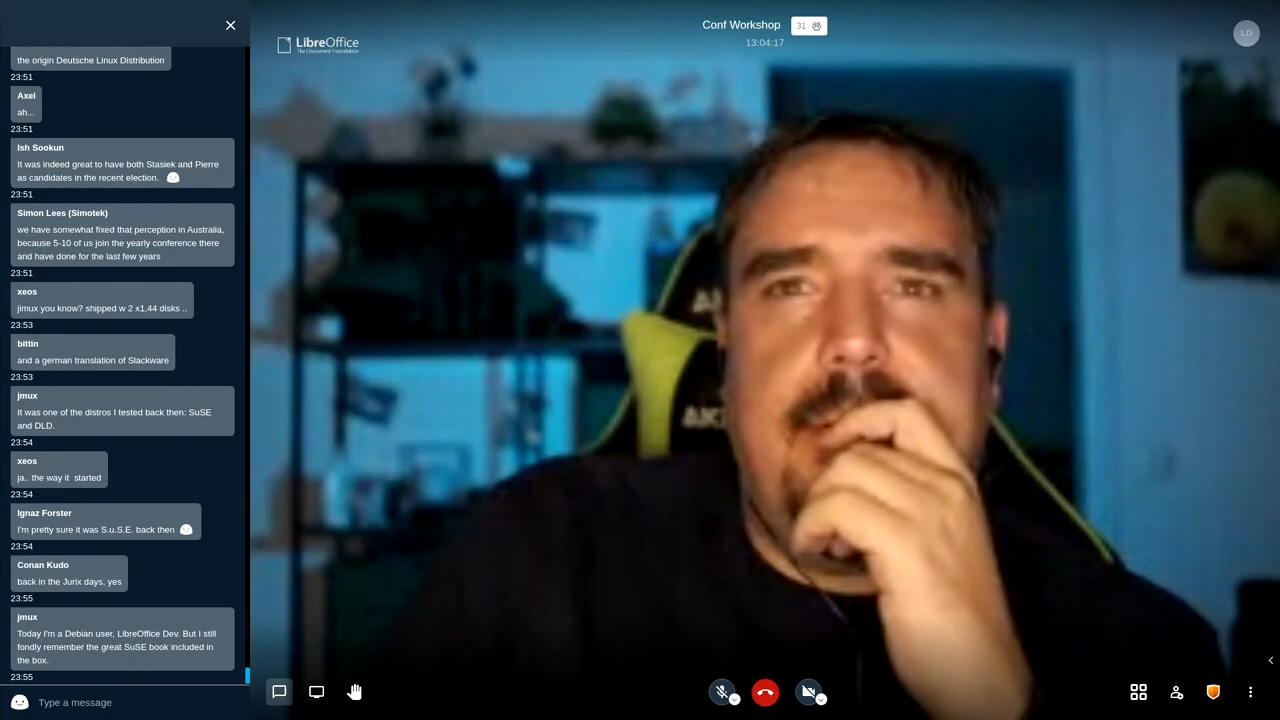 the origin Deutsche Linux Distribution
23:51
Axel
ah...
23:51
Ish Sookun
It was indeed great to have both Stasiek and Pierre
as candidates in the recent election.
23:51
Simon Lees (Simotek)
we have somewhat fixed that perception in Australia,
because 5-10 of us join the yearly conference there
and have done for the last few years
23:51
xeos
jimux you know? shipped w 2 x1,44 disks ..
23:53
bittin
and a german translation of Slackware
23:53
jmux
It was one of the distros I tested back then: SuSE
and DLD.
23:54
xeos
ja.. the way it started
23:54
Ignaz Forster
I'm pretty sure it was S.u.S.E. back then
23:54
Conan Kudo
back in the Jurix days, yes
23:55
jmux
Today I'm a Debian user, LibreOffice Dev. But I still
fondly remember the great SuSE book included in
the box.
23:55
Type a message
LibreOffice
The Document Foundation
Conf Workshop 31
13:04:17
LD